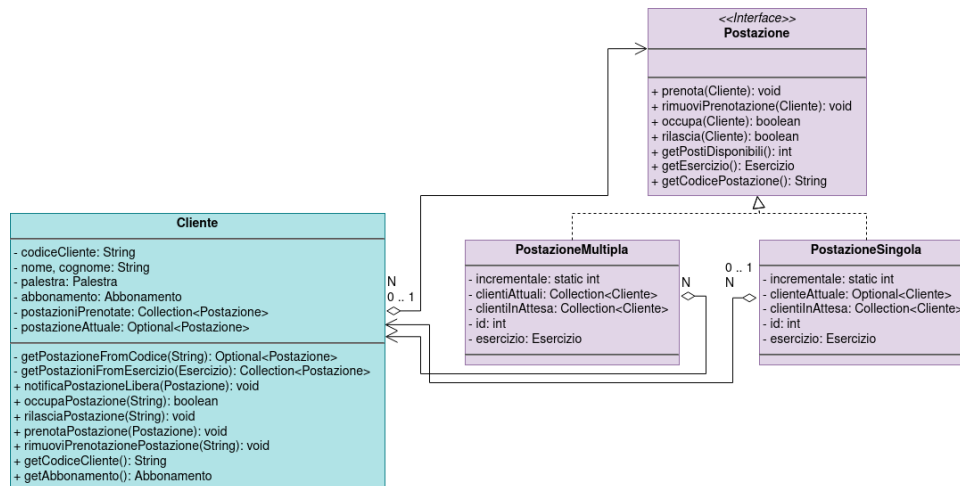 <<Interface>>
Postazione
+ prenota(Cliente): void
+ rimuoviPrenotazione(Cliente): void
+ occupa(Cliente): boolean
+ rilascia(Cliente): boolean
+ getPostiDisponibili(): int
+ getEsercizio(): Esercizio
+ getCodicePostazione(): String
Cliente
- codiceCliente: String
- nome, cognome: String
- palestra: Palestra
- abbonamento: Abbonamento
- postazioniPrenotate: Collection<Postazione>
- postazioneAttuale: Optional<Postazione>
- getPostazioneFromCodice(String): Optional<Postazione>
- getPostazioniFromEsercizio(Esercizio): Collection<Postazione>
+ notificaPostazioneLibera(Postazione): void
+ occupaPostazione(String): boolean
+ rilasciaPostazione(String): void
+ prenotaPostazione(Postazione): void
+ rimuoviPrenotazionePostazione(String): void
+ getCodiceCliente(): String
+ getAbbonamento(): Abbonamento
N
0 .. 1
PostazioneMultipla
- incrementale: static int
- clientiAttuali: Collection<Cliente>
- clientiInAttesa: Collection<Cliente>
- id: int
- esercizio: Esercizio
N
0 .. 1
N
PostazioneSingola
- incrementale: static int
- clienteAttuale: Optional<Cliente>
- clientiInAttesa: Collection<Cliente>
- id: int
- esercizio: Esercizio